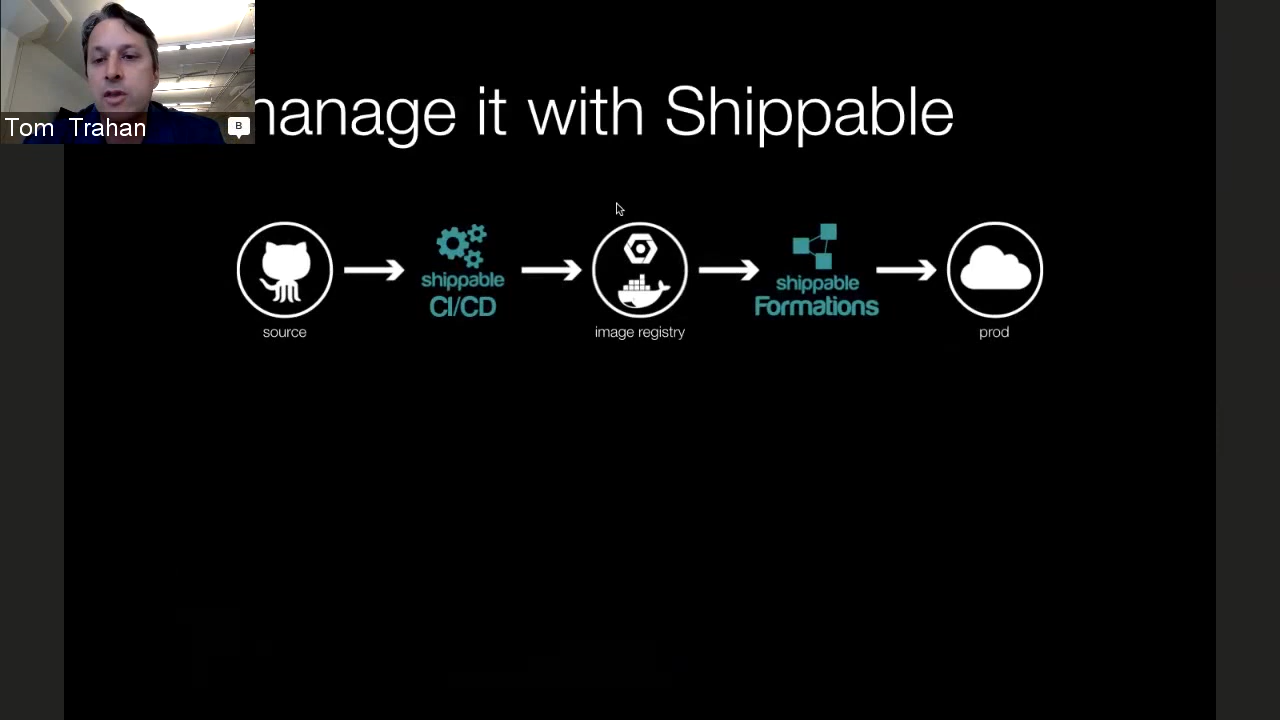 Tom Trahan
B
manage it with Shippable
shippable
CI/CD
shippable
Formations
source
image registry
prod